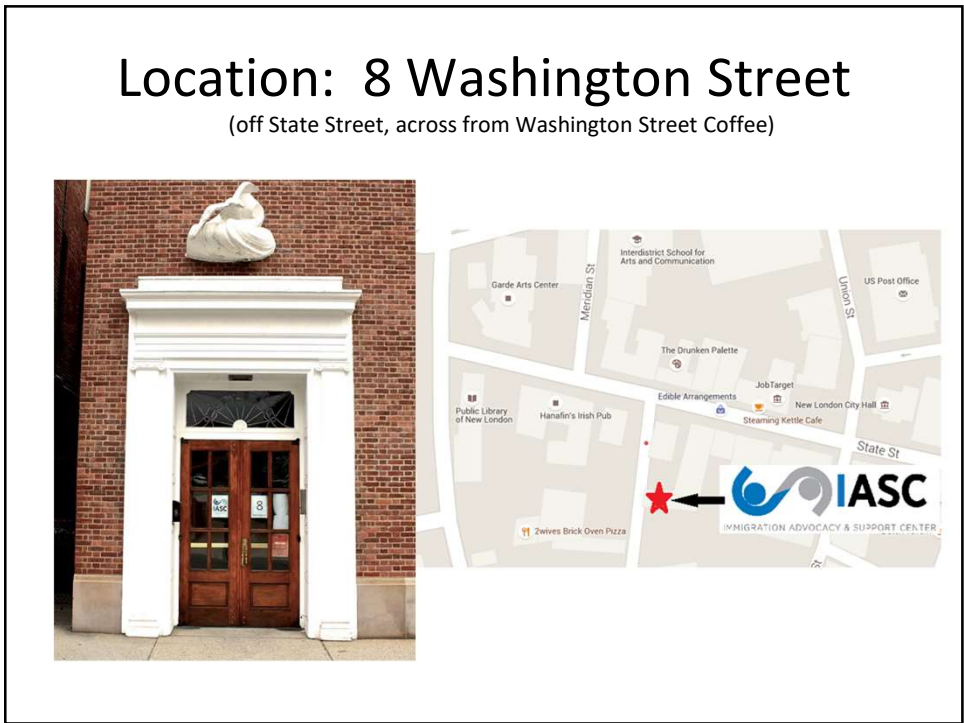 Location: 8 Washington Street
(off State Street, across from Washington Street Coffee)
IASC
8
Interdistrict School for
Arts and Communication
Garde Arts Center
Meridian St
Union St
US Post Office
The Drunken Palette
JobTarget
Edible Arrangements
New London City Hall
Public Library
of New London
Hanafin's Irish Pub
Steaming Kettle Cafe
State St
IASC
IMMIGRATION ADVOCACY & SUPPORT CENTER
2wives Brick Oven Pizza
St